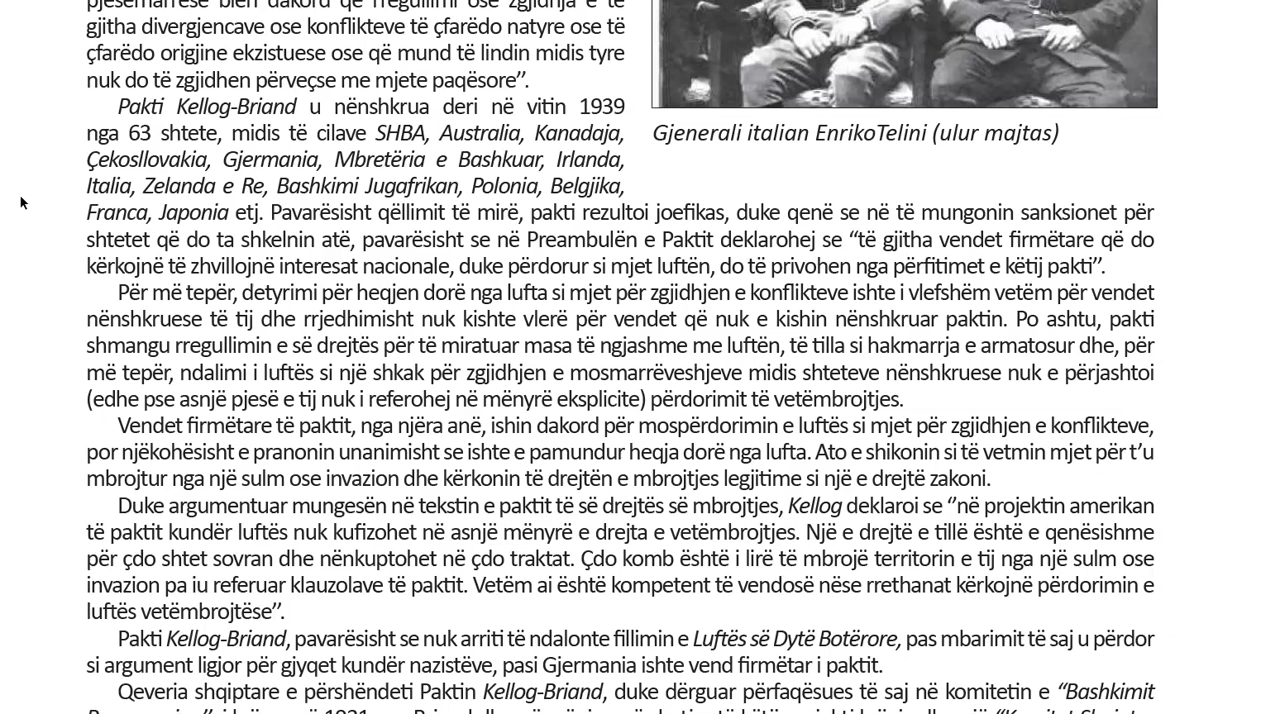 pjesëmarrëse bien dakord që rregullimi ose zgjidhja e të
gjitha divergjencave ose konflikteve të çfarëdo natyre ose të
çfarëdo origjine ekzistuese ose që mund të lindin midis tyre
nuk do të zgjidhen përveçse me mjete paqësore”.
Pakti Kellog-Briand u nënshkrua deri në vitin 1939
nga 63 shtete, midis të cilave SHBA, Australia, Kanadaja,
Çekosllovakia, Gjermania, Mbretëria e Bashkuar, Irlanda,
Italia, Zelanda e Re, Bashkimi Jugafrikan, Polonia, Belgjika,
Franca, Japonia etj. Pavarësisht qëllimit të mirë, pakti rezultoi joefikas, duke qenë se në të mungonin sanksionet për
shtetet që do ta shkelnin atë, pavarësisht se në Preambulën e Paktit deklarohej se “të gjitha vendet firmëtare që do
kërkojnë të zhvillojnë interesat nacionale, duke përdorur si mjet luftën, do të privohen nga përfitimet e këtij pakti”.
Për më tepër, detyrimi për heqjen dorë nga lufta si mjet për zgjidhjen e konflikteve ishte i vlefshëm vetëm për vendet
nënshkruese të tij dhe rrjedhimisht nuk kishte vlerë për vendet që nuk e kishin nënshkruar paktin. Po ashtu, pakti
shmangu rregullimin e së drejtës për të miratuar masa të ngjashme me luftën, të tilla si hakmarrja e armatosur dhe, për
më tepër, ndalimi i luftës si një shkak për zgjidhjen e mosmarrëveshjeve midis shteteve nënshkruese nuk e përjashtoi
(edhe pse asnjë pjesë e tij nuk i referohej në mënyrë eksplicite) përdorimit të vetëmbrojtjes.
Vendet firmëtare të paktit, nga njëra anë, ishin dakord për mospërdorimin e luftës si mjet për zgjidhjen e konflikteve,
por njëkohësisht e pranonin unanimisht se ishte e pamundur heqja dorë nga lufta. Ato e shikonin si të vetmin mjet për t’u
mbrojtur nga një sulm ose invazion dhe kërkonin të drejtën e mbrojtjes legjitime si një e drejtë zakoni.
Duke argumentuar mungesën në tekstin e paktit të së drejtës së mbrojtjes, Kellog deklaroi se “në projektin amerikan
të paktit kundër luftës nuk kufizohet në asnjë mënyrë e drejta e vetëmbrojtjes. Një e drejtë e tillë është e qenësishme
për çdo shtet sovran dhe nënkuptohet në çdo traktat. Çdo komb është i lirë të mbrojë territorin e tij nga një sulm ose
invazion pa iu referuar klauzolave të paktit. Vetëm ai është kompetent të vendosë nëse rrethanat kërkojnë përdorimin e
luftës vetëmbrojtëse”.
Pakti Kellog-Briand, pavarësisht se nuk arriti të ndalonte fillimin e Luftës së Dytë Botërore, pas mbarimit të saj u përdor
si argument ligjor për gjyqet kundër nazistëve, pasi Gjermania ishte vend firmëtar i paktit.
Qeveria shqiptare e përshëndeti Paktin Kellog-Briand, duke dërguar përfaqësues të saj në komitetin e “Bashkimit
Gjenerali italian EnrikoTelini (ulur majtas)